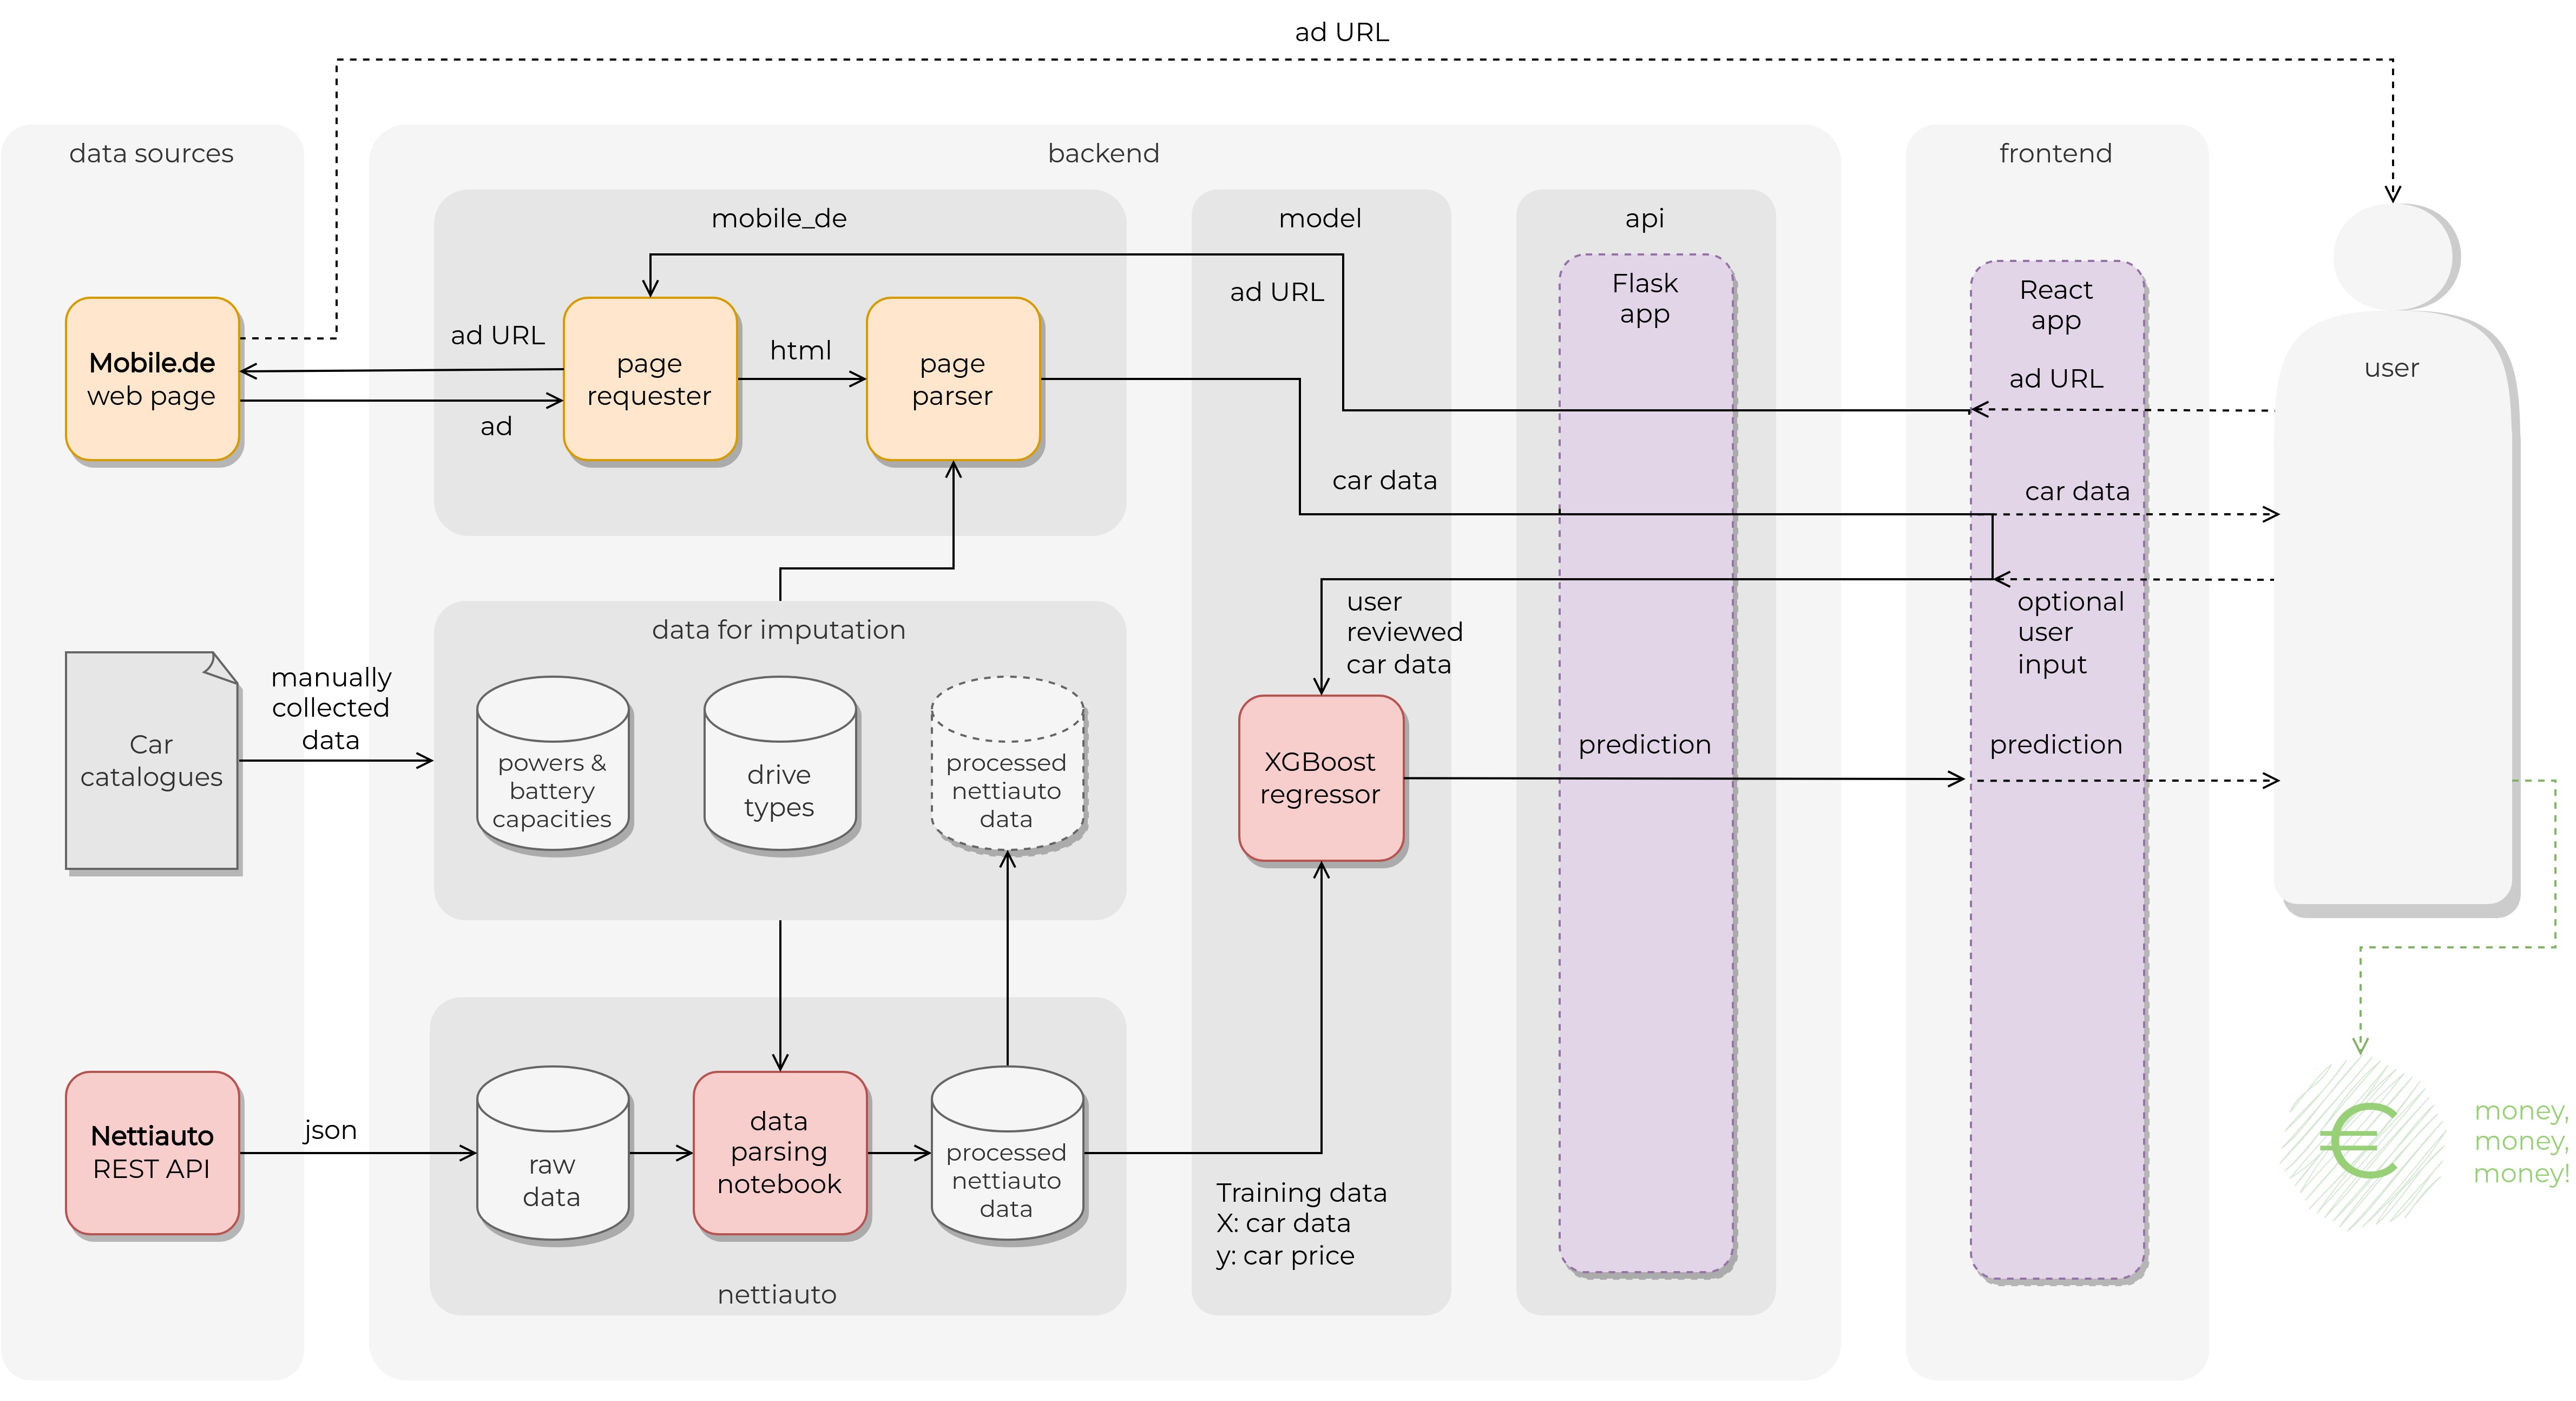 ad URL
data sources
backend
frontend
mobile_de
model
api
Flask
app
React
app
user
ad URL
Mobile.de
web page
ad URL
ad
page
requester
html
page
parser
ad URL
car data
car data
user
reviewed
car data
optional
user
input
data for imputation
manually
collected
data
Car
catalogues
powers &
battery
capacities
drive
types
processed
nettiauto
data
XGBoost
regressor
prediction
prediction
Nettiauto
REST API
json
raw
data
data
parsing
notebook
processed
nettiauto
data
nettiauto
Training data
X: car data
y: car price
€
money,
money,
money!